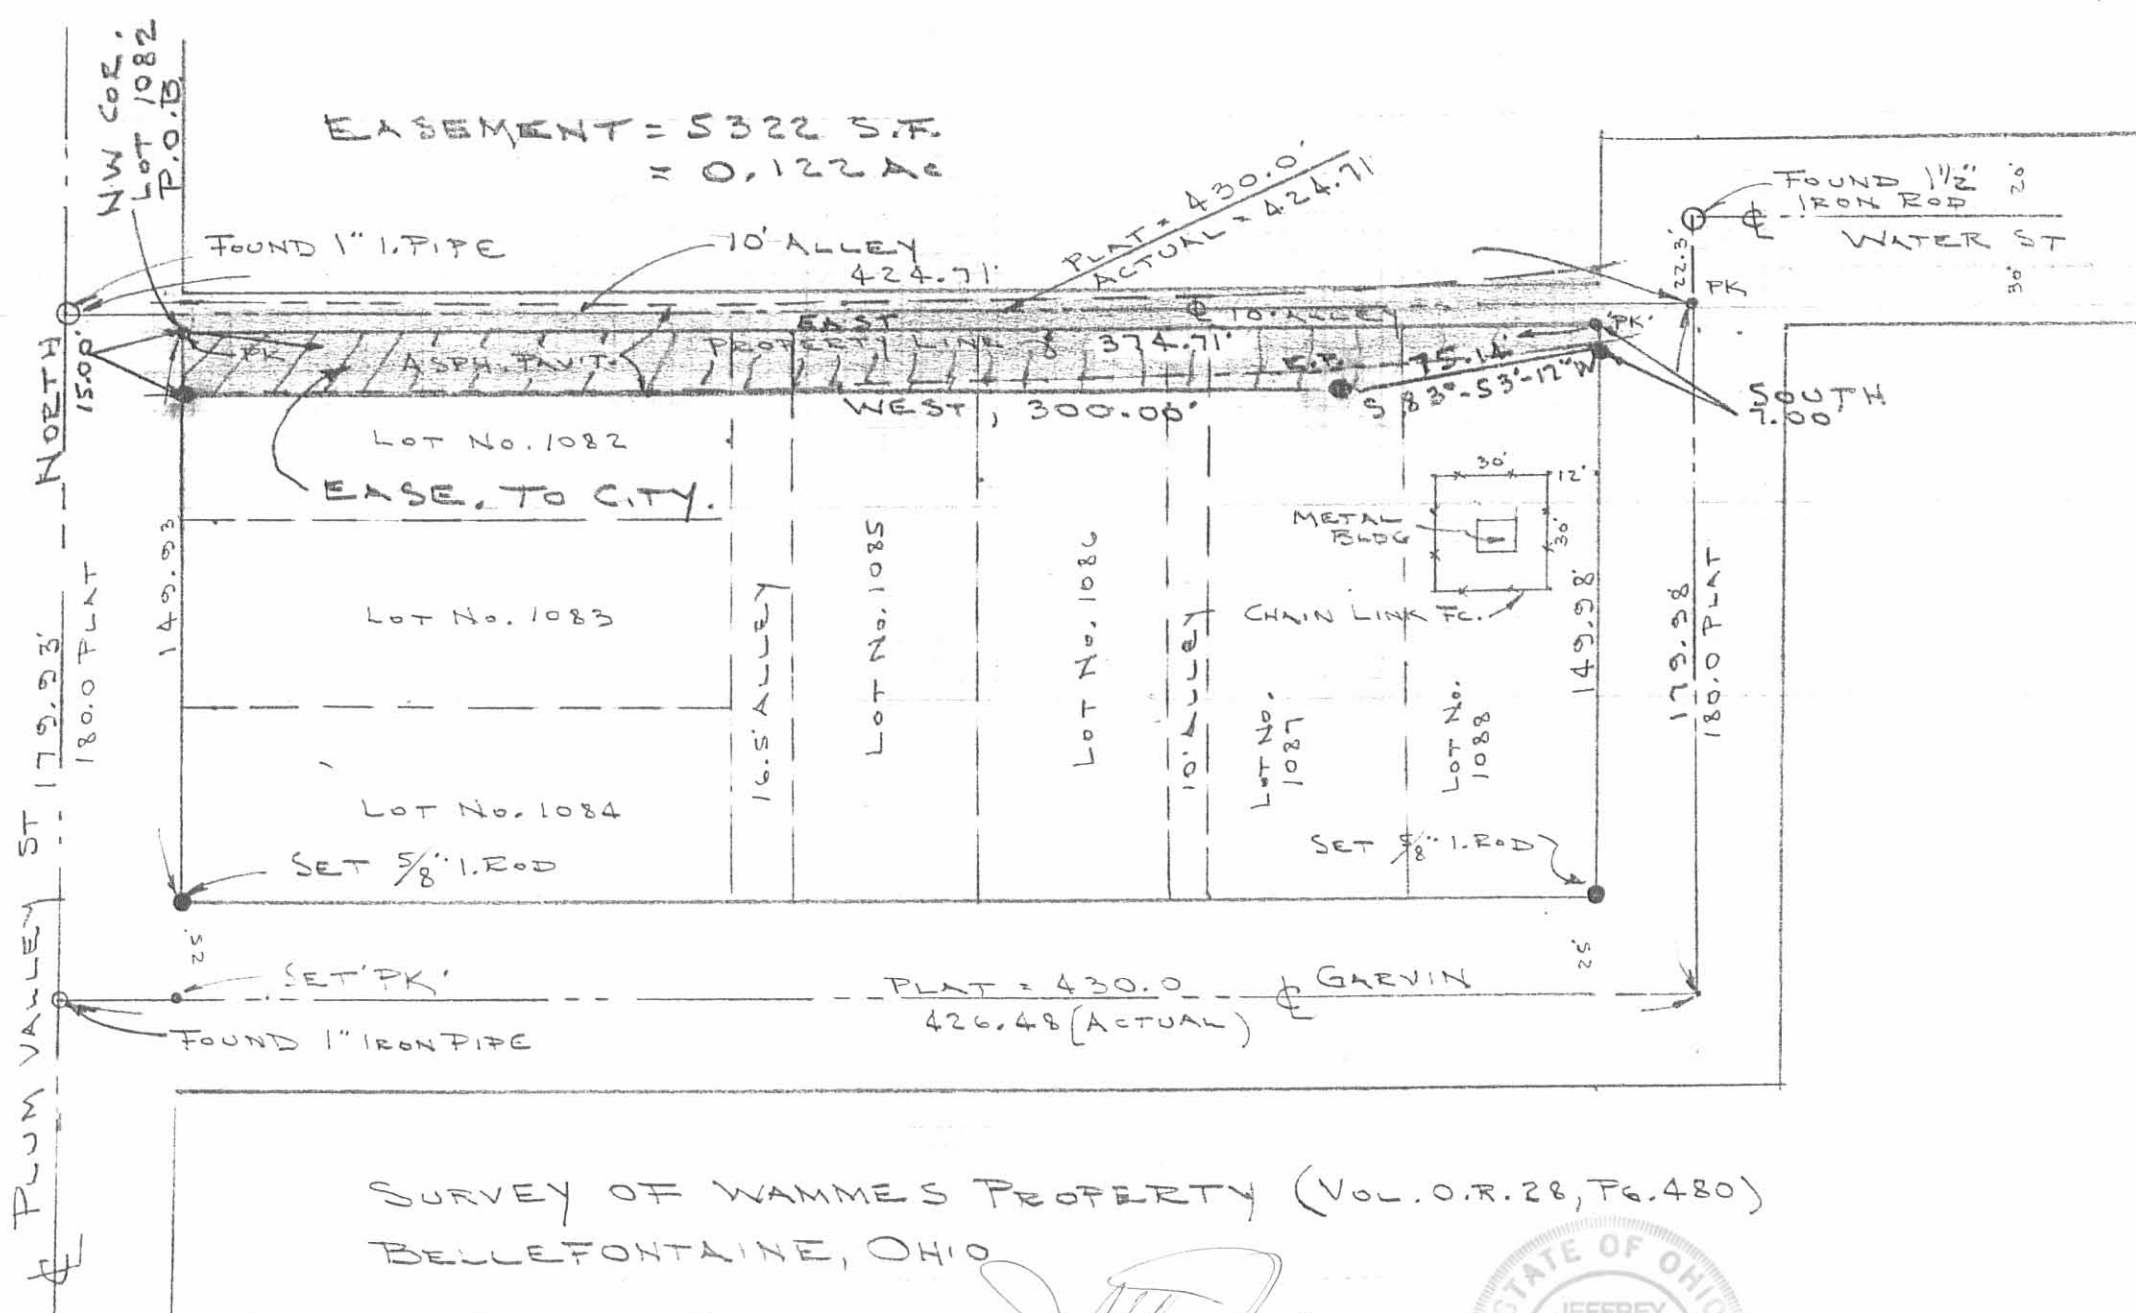 N.W COR.
LOT 1082
P.O.B.
EASEMENT = 5322 S.F.
= 0.122 Ac
PLAT = 430.0'
ACTUAL = 424.71'
FOUND 1 1/2"
IRON ROD
20'
℄
WATER ST
30'
22.3'
PK
FOUND 1" I. PIPE
10' ALLEY
424.71'
EAST
℄ 10' ALLEY
'PK'
PK
PROPERTY LINE
374.71'
ASPH. PAV'T.
E.P.
75.14'
S 83°-53'-12" W
WEST, 300.00'
SOUTH
7.00'
NORTH
15.00'
LOT NO. 1082
EASE. TO CITY.
30'
12'
30'
METAL
BLDG
CHAIN LINK FC.
149.93
LOT NO. 1083
LOT NO. 1084
16.5' ALLEY
LOT NO. 1085
LOT NO. 1086
10' ALLEY
LOT NO.
1087
LOT NO.
1088
149.98'
179.98
180.0 PLAT
179.93'
180.0 PLAT
SET 5/8" I. ROD
SET 5/8" I. ROD
25'
25'
SET 'PK'
PLAT = 430.0
426.48 (ACTUAL)
℄ GARVIN
FOUND 1" IRON PIPE
℄ PLUM VALLEY ST
SURVEY OF WAMMES PROPERTY (VOL. O.R. 28, PG. 480)
BELLEFONTAINE, OHIO
STATE OF OHIO
JEFFREY